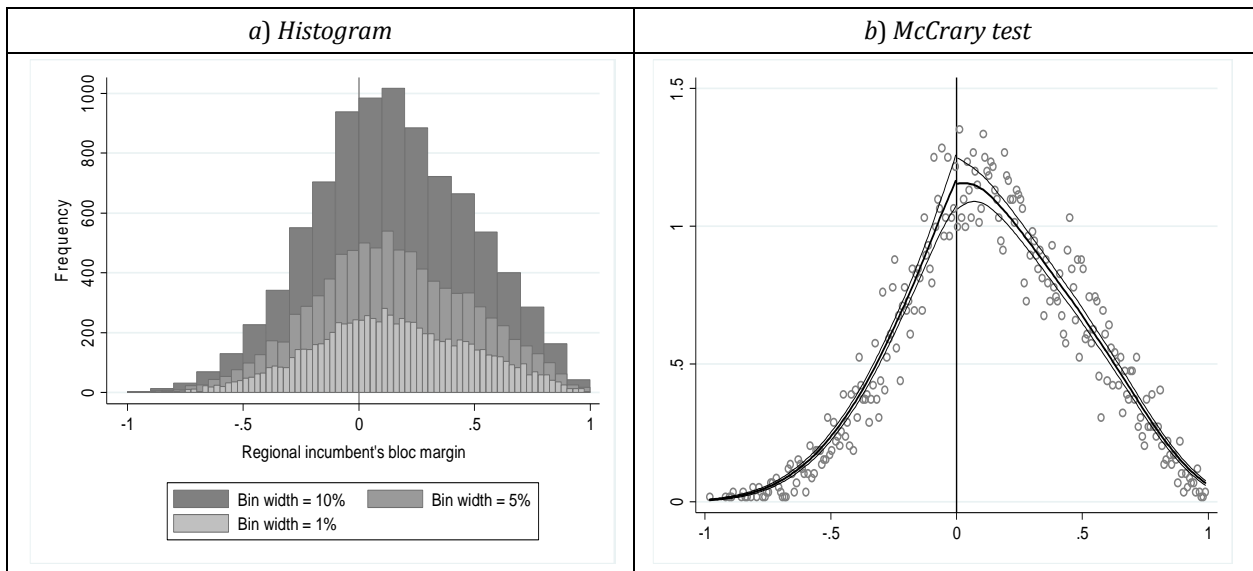 a) Histogram
b) McCrary test
1000
800
600
400
200
0
Frequency
-1
-.5
0
.5
1
Regional incumbent's bloc margin
Bin width = 10%
Bin width = 5%
Bin width = 1%
1.5
1
.5
0
-1
-.5
0
.5
1